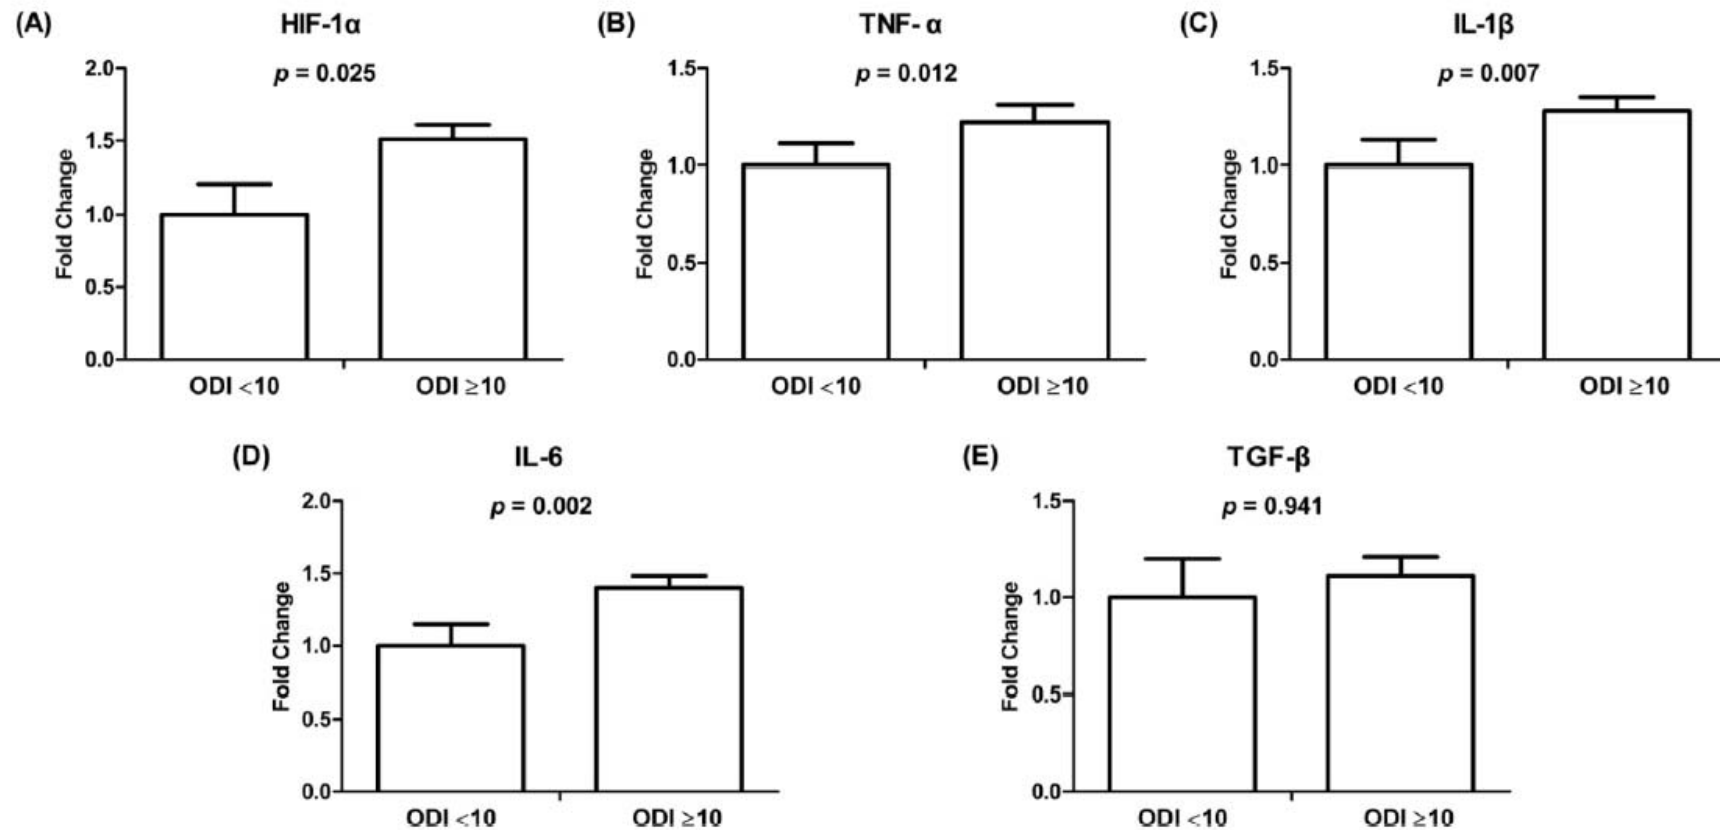 (A) HIF-1α
p = 0.025
2.0
1.5
1.0
0.5
0.0
Fold Change
ODI <10 ODI ≥10
(B) TNF- α
p = 0.012
1.5
1.0
0.5
0.0
Fold Change
ODI <10 ODI ≥10
(C) IL-1β
p = 0.007
1.5
1.0
0.5
0.0
Fold Change
ODI <10 ODI ≥10
(D) IL-6
p = 0.002
2.0
1.5
1.0
0.5
0.0
Fold Change
ODI <10 ODI ≥10
(E) TGF-β
p = 0.941
1.5
1.0
0.5
0.0
Fold Change
ODI <10 ODI ≥10